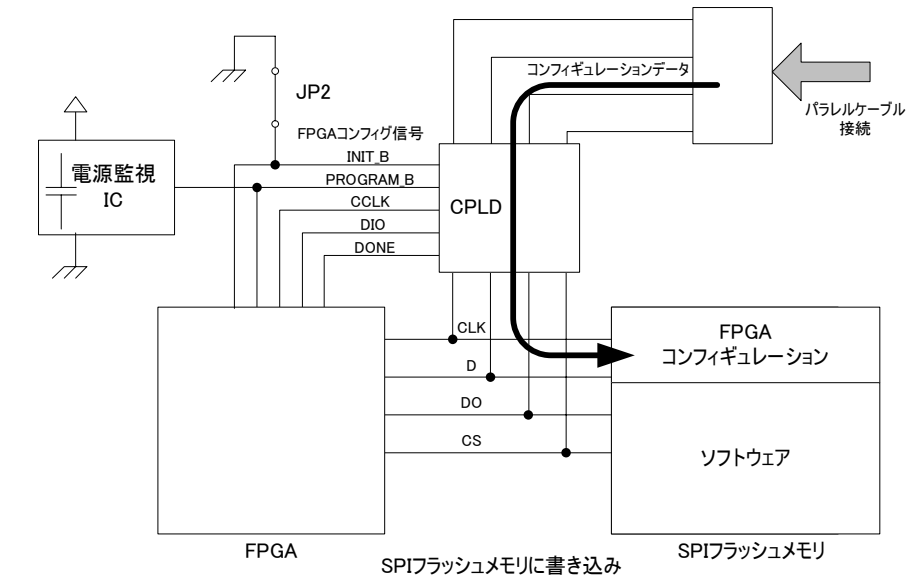 コンフィギュレーションデータ
パラレルケーブル
接続
JP2
FPGAコンフィグ信号
INIT_B
PROGRAM_B
CCLK
DIO
DONE
電源監視
IC
CPLD
CLK
D
DO
CS
FPGA
コンフィギュレーション
ソフトウェア
FPGA
SPIフラッシュメモリに書き込み
SPIフラッシュメモリ